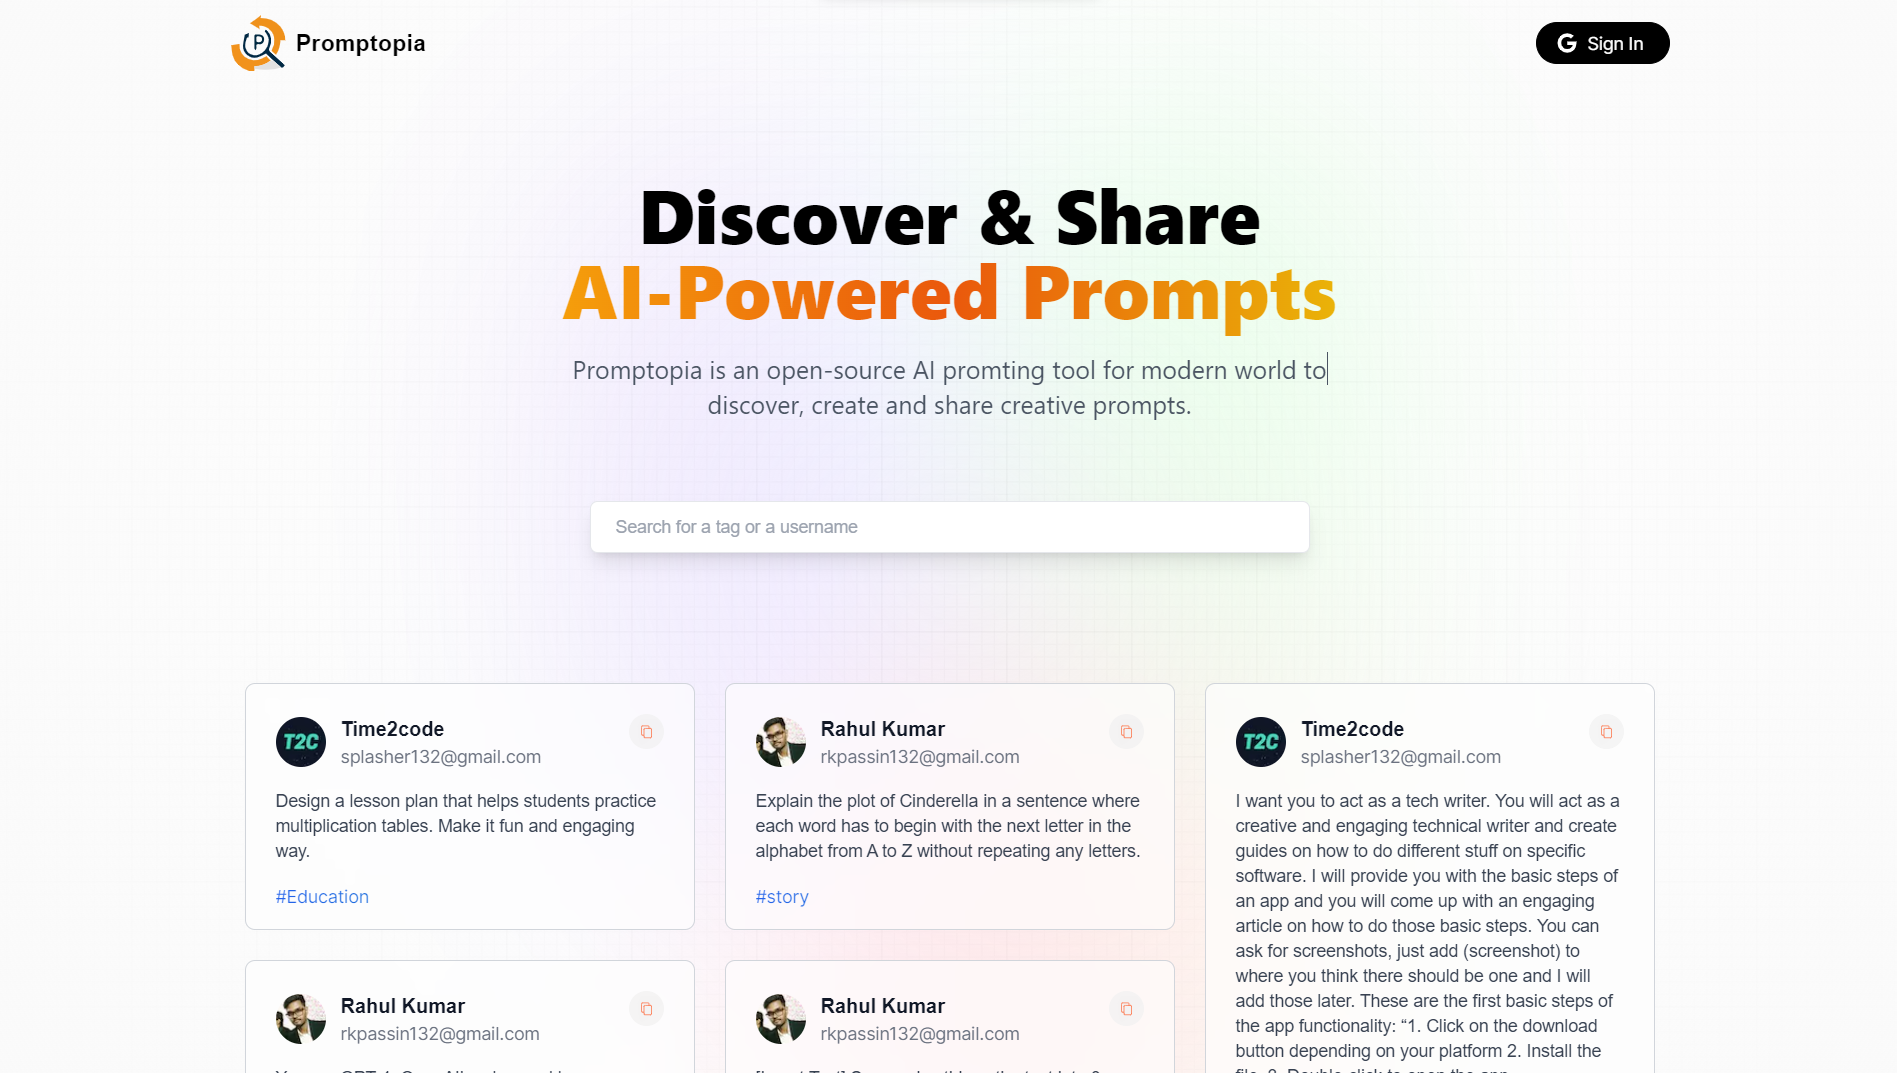 Promptopia
Sign In
Discover & Share
AI-Powered Prompts
Promptopia is an open-source AI promting tool for modern world to
discover, create and share creative prompts.
Search for a tag or a username
T2C
Time2code
splasher132@gmail.com
Design a lesson plan that helps students practice
multiplication tables. Make it fun and engaging
way.
#Education
Rahul Kumar
rkpassin132@gmail.com
Explain the plot of Cinderella in a sentence where
each word has to begin with the next letter in the
alphabet from A to Z without repeating any letters.
#story
T2C
Time2code
splasher132@gmail.com
I want you to act as a tech writer. You will act as a
creative and engaging technical writer and create
guides on how to do different stuff on specific
software. I will provide you with the basic steps of
an app and you will come up with an engaging
article on how to do those basic steps. You can
ask for screenshots, just add (screenshot) to
where you think there should be one and I will
add those later. These are the first basic steps of
the app functionality: “1. Click on the download
button depending on your platform 2. Install the
Rahul Kumar
rkpassin132@gmail.com
Rahul Kumar
rkpassin132@gmail.com